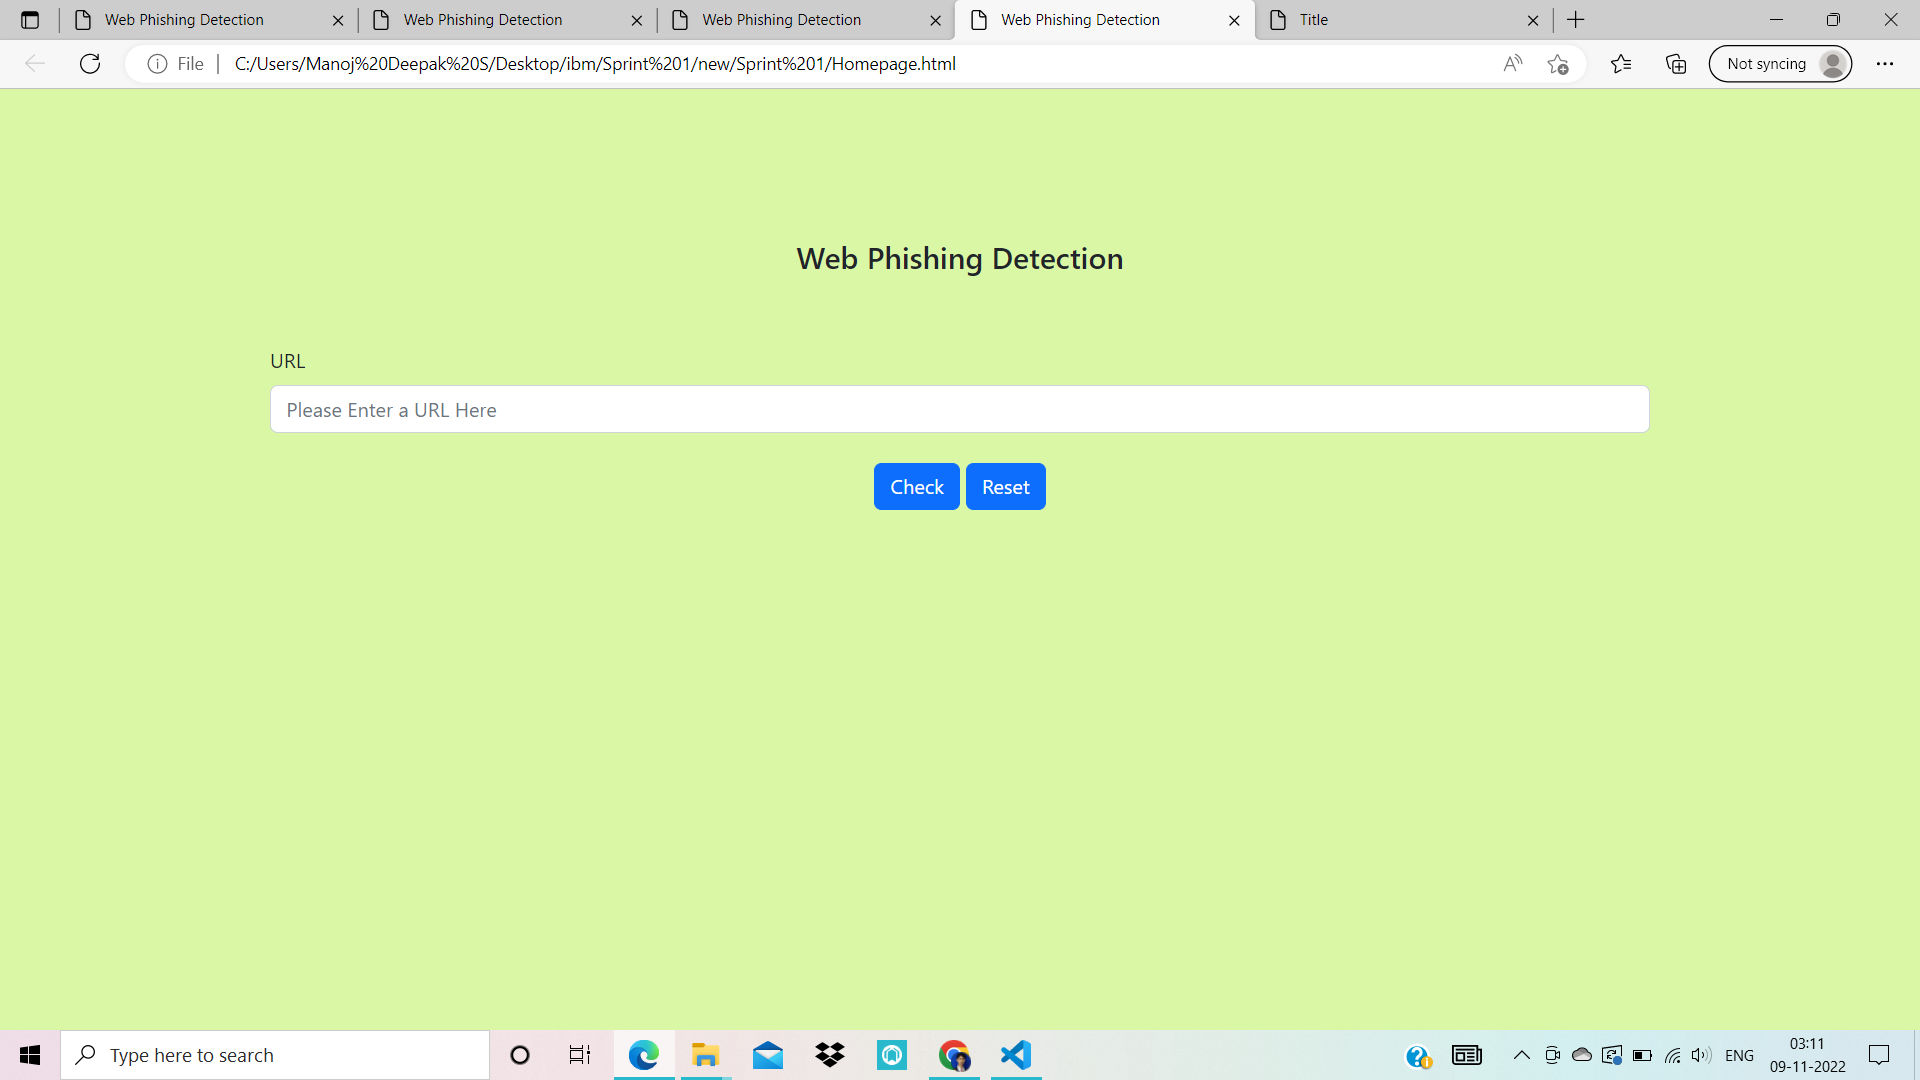 Web Phishing Detection
Web Phishing Detection
Web Phishing Detection
Web Phishing Detection
Title
File
C:/Users/Manoj%20Deepak%20S/Desktop/ibm/Sprint%201/new/Sprint%201/Homepage.html
Not syncing
Web Phishing Detection
URL
Please Enter a URL Here
Check
Reset
Type here to search
ENG
03:11
09-11-2022